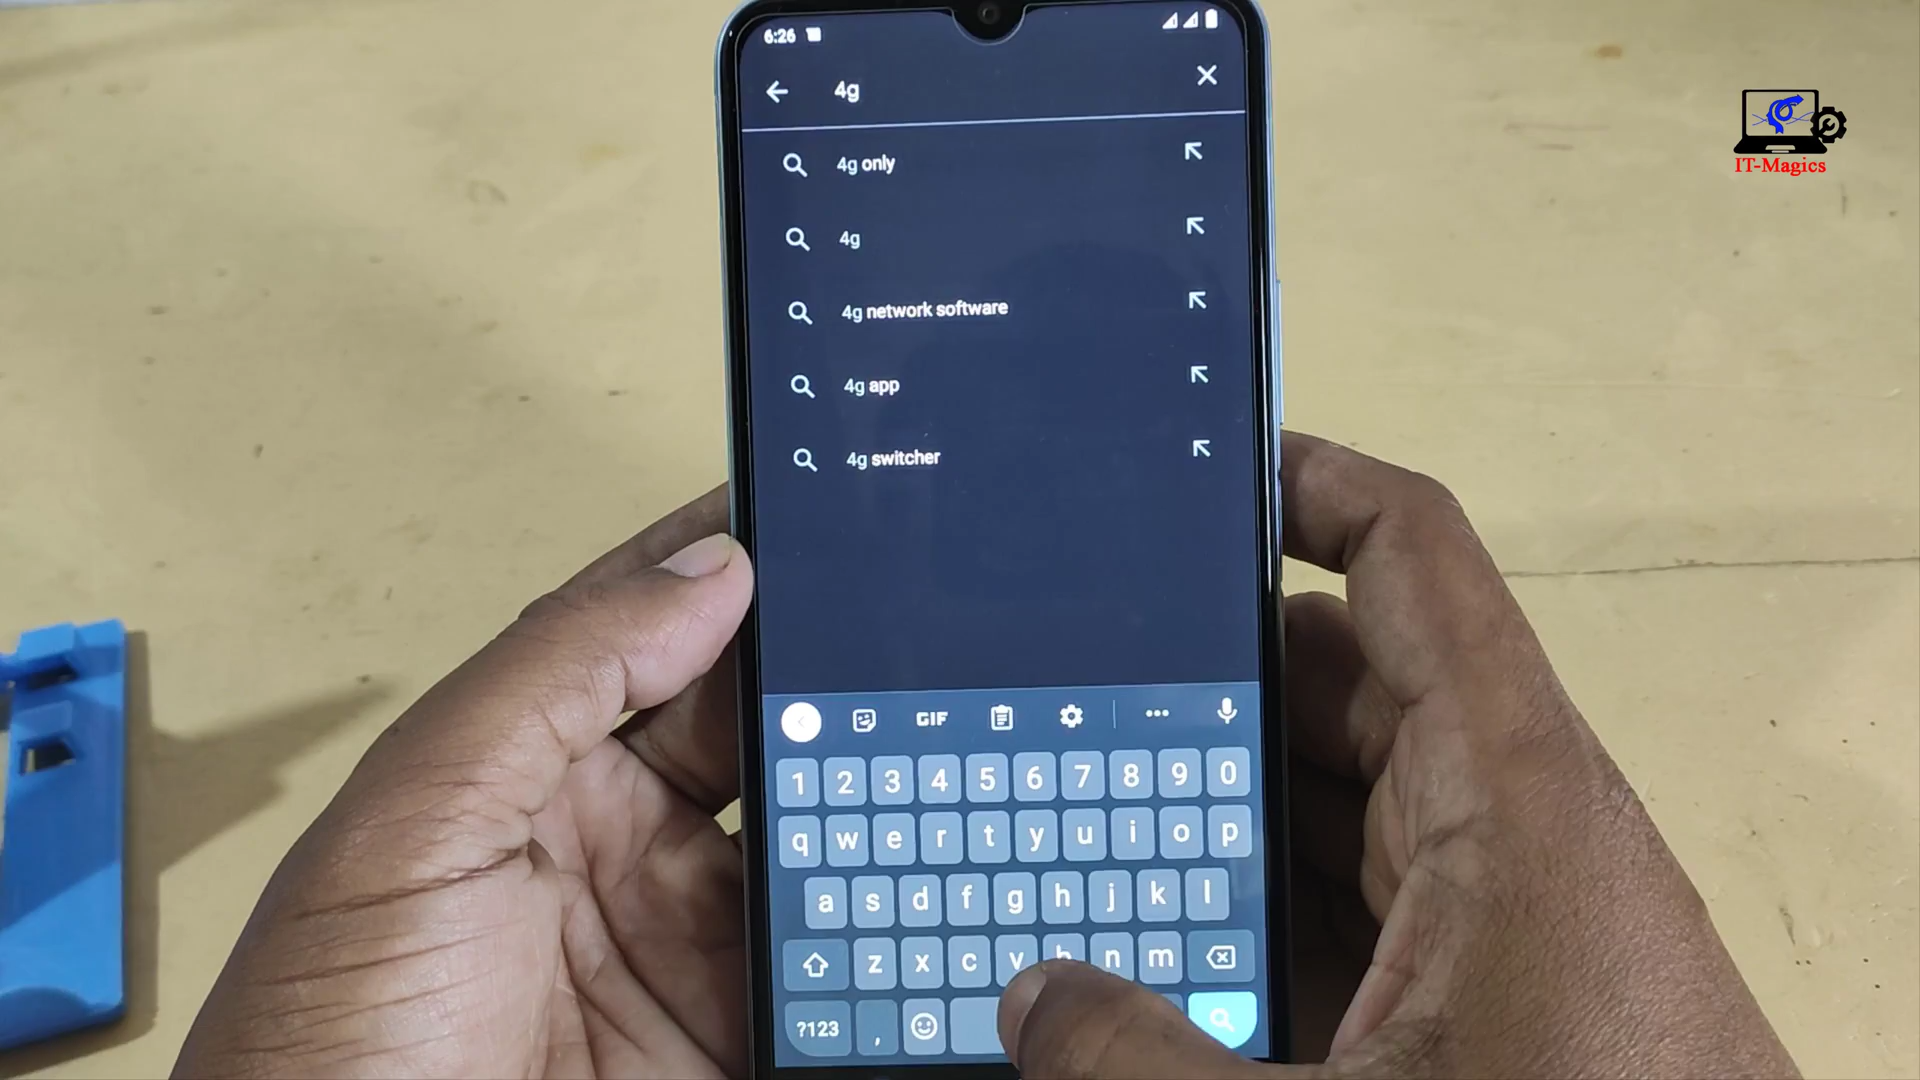 6:26
4g
4g only
4g
4g network software
4g app
4g switcher
GIF
1 2 3 4 5 6 7 8 9 0
q w e r t y u i o p
a s d f g h j k l
z x c v b n m
?123 ,
IT-Magics